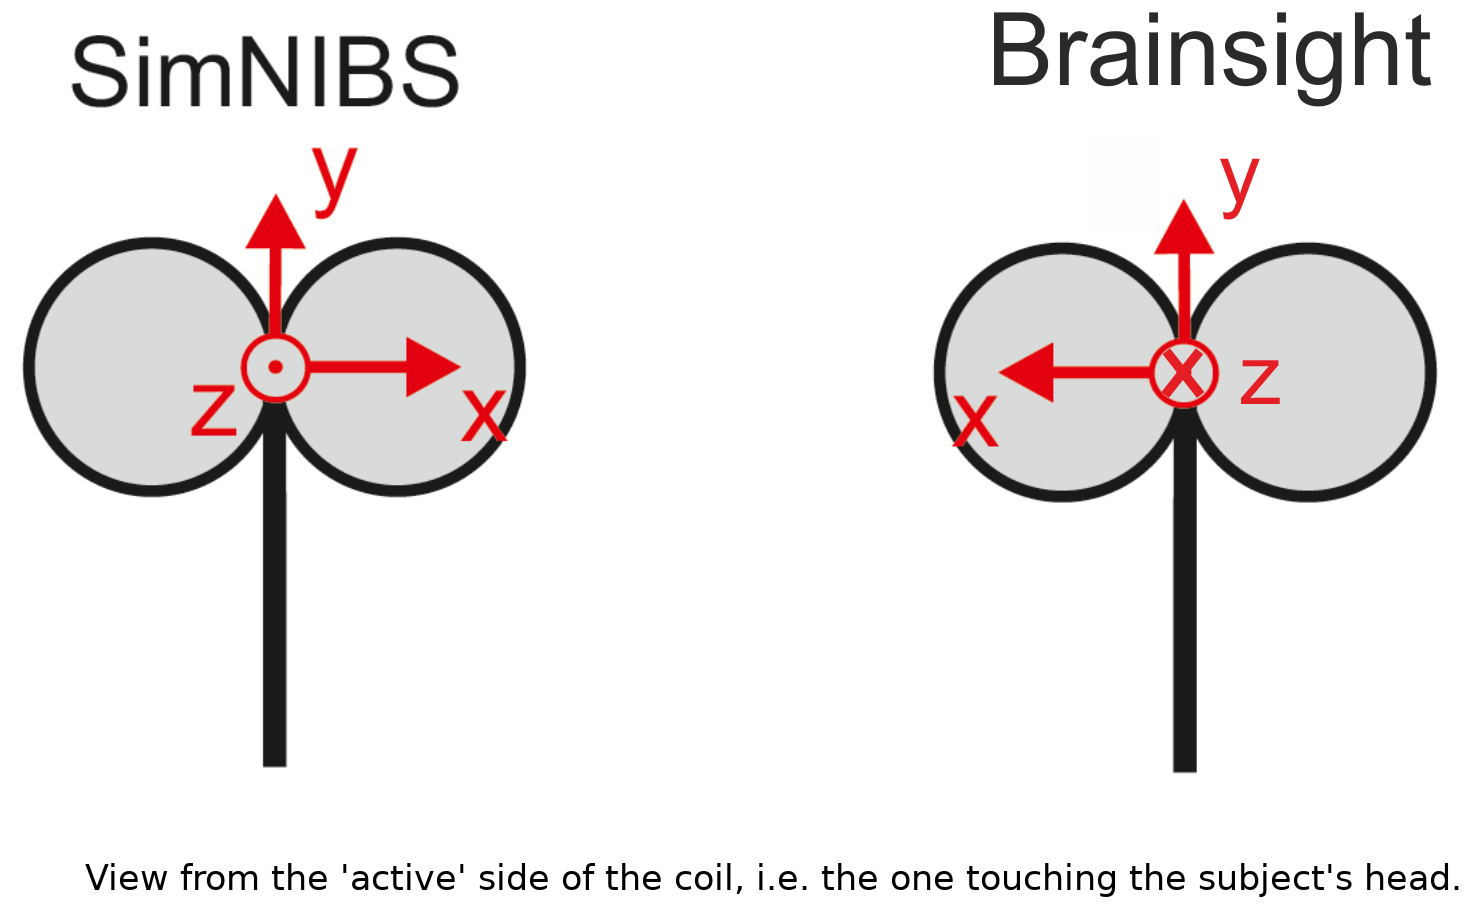 SimNIBS
Brainsight
y
y
z
x
x
z
View from the 'active' side of the coil, i.e. the one touching the subject's head.